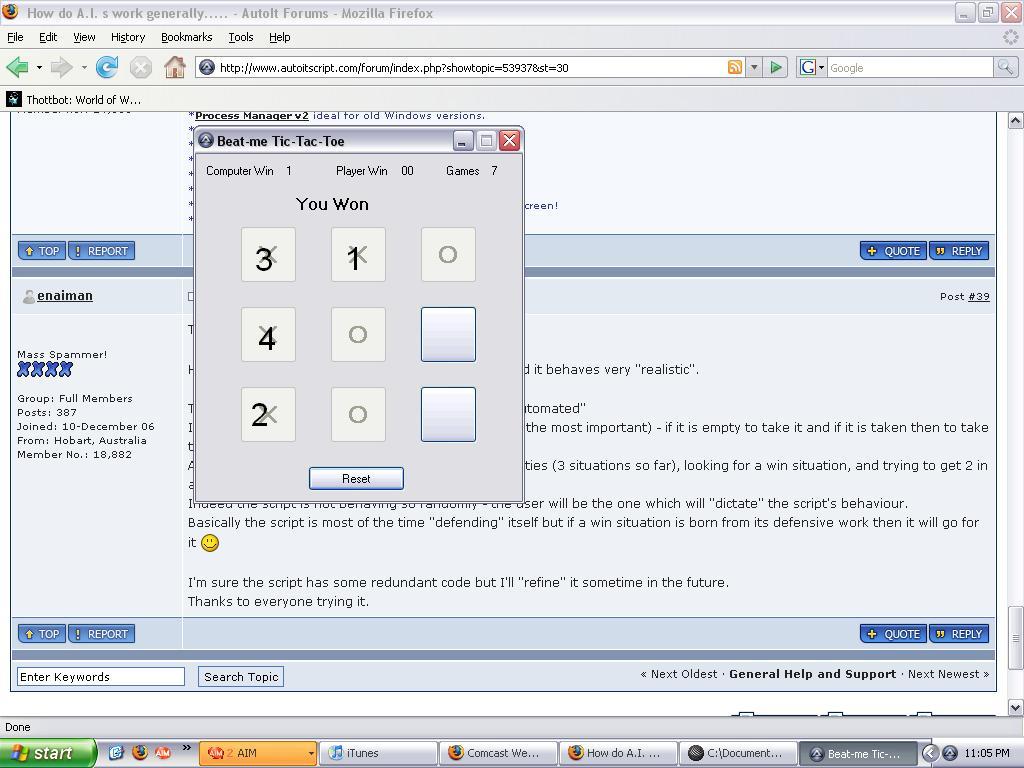 How do A.I. s work generally..... - AutoIt Forums - Mozilla Firefox
File Edit View History Bookmarks Tools Help
http://www.autoitscript.com/forum/index.php?showtopic=53937&st=30
G Google
Thottbot: World of W...
*Process Manager v2 ideal for old Windows versions.
*
*
*
*
*
creen!
*
Beat-me Tic-Tac-Toe
Computer Win 1 Player Win 00 Games 7
You Won
3 X 1 X O
4 X O
2 X O
Reset
TOP ! REPORT
QUOTE REPLY
enaiman
Post #39
Mass Spammer!
Group: Full Members
Posts: 387
Joined: 10-December 06
From: Hobart, Australia
Member No.: 18,882
T
H
d it behaves very "realistic".
T
utomated"
I
the most important) - if it is empty to take it and if it is taken then to take
t
A
ties (3 situations so far), looking for a win situation, and trying to get 2 in
a
Indeed the script is not behaving so randomly - the user will be the one which will "dictate" the script's behaviour.
Basically the script is most of the time "defending" itself but if a win situation is born from its defensive work then it will go for
it
I'm sure the script has some redundant code but I'll "refine" it sometime in the future.
Thanks to everyone trying it.
TOP ! REPORT
QUOTE REPLY
Enter Keywords Search Topic
« Next Oldest · General Help and Support · Next Newest »
Done
start AIM » AIM 2 AIM iTunes Comcast We... How do A.I. ... C:\Document... Beat-me Tic-... 11:05 PM